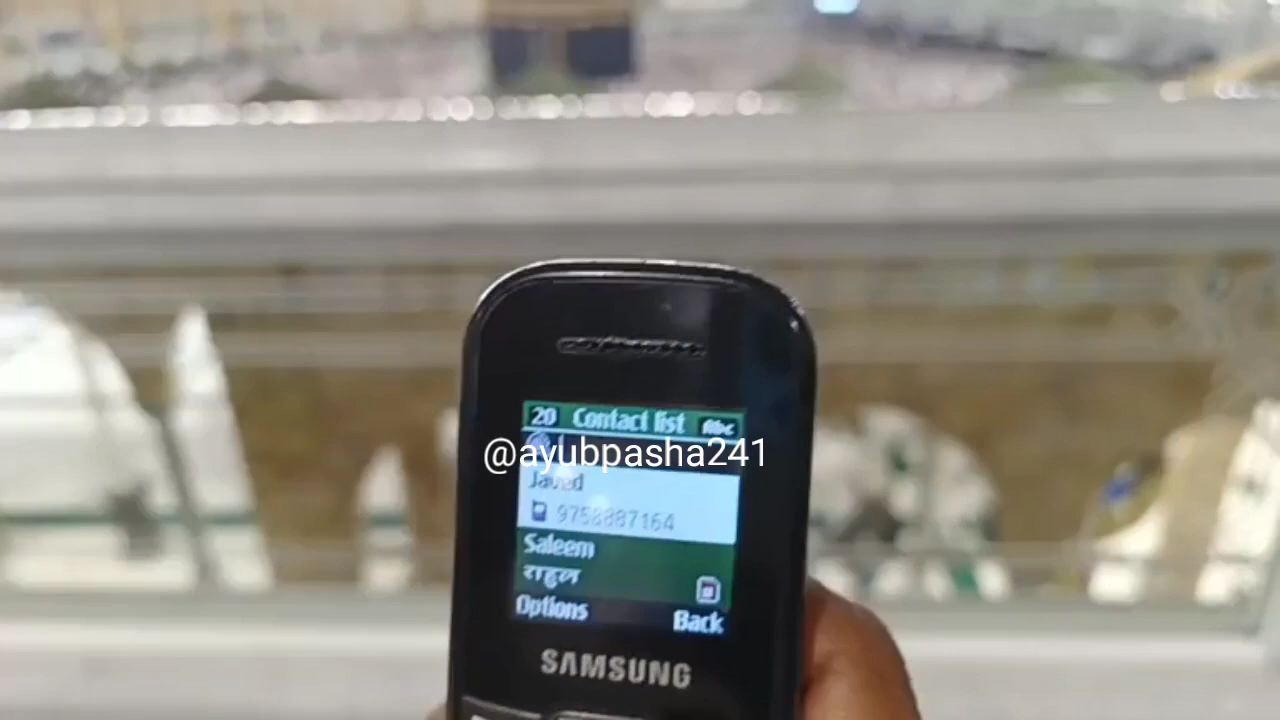 20 Contact list Abc
@ayubpasha241
Javed
9758887164
Saleem
राहुल
Options Back
SAMSUNG